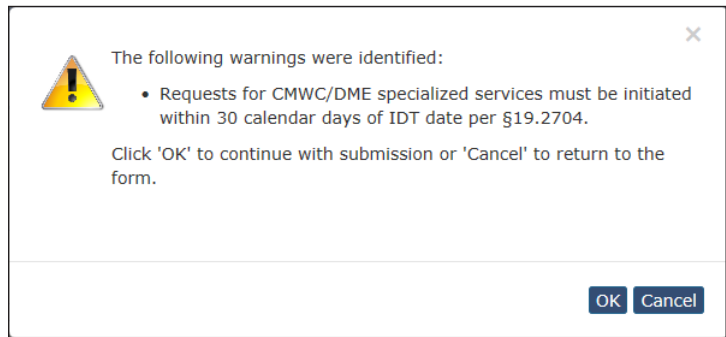 The following warnings were identified:
• Requests for CMWC/DME specialized services must be initiated
within 30 calendar days of IDT date per §19.2704.
Click 'OK' to continue with submission or 'Cancel' to return to the
form.
OK Cancel